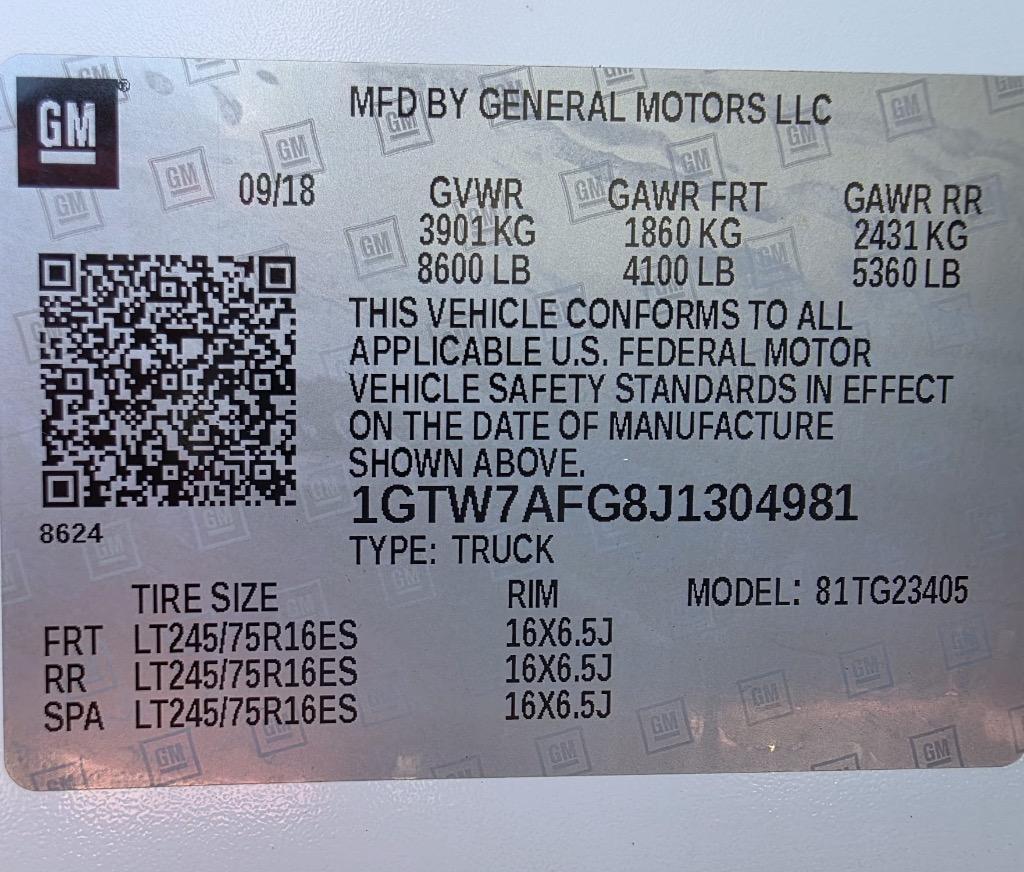 GM
MFD BY GENERAL MOTORS LLC
09/18
GVWR GAWR FRT GAWR RR
3901 KG 1860 KG 2431 KG
8600 LB 4100 LB 5360 LB
THIS VEHICLE CONFORMS TO ALL
APPLICABLE U.S. FEDERAL MOTOR
VEHICLE SAFETY STANDARDS IN EFFECT
ON THE DATE OF MANUFACTURE
SHOWN ABOVE.
1GTW7AFG8J1304981
8624
TYPE: TRUCK
TIRE SIZE RIM MODEL: 81TG23405
FRT LT245/75R16ES 16X6.5J
RR LT245/75R16ES 16X6.5J
SPA LT245/75R16ES 16X6.5J